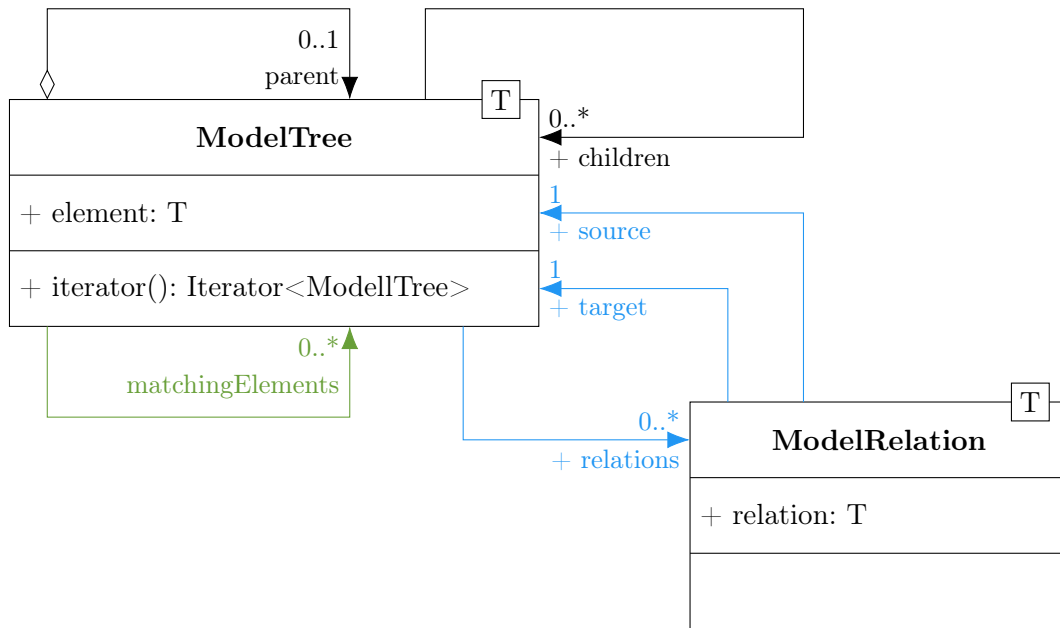 0..1
parent
T
ModelTree
0..*
+ children
+ element: T
1
+ source
+ iterator(): Iterator<ModellTree>
1
+ target
0..*
matchingElements
0..*
+ relations
T
ModelRelation
+ relation: T